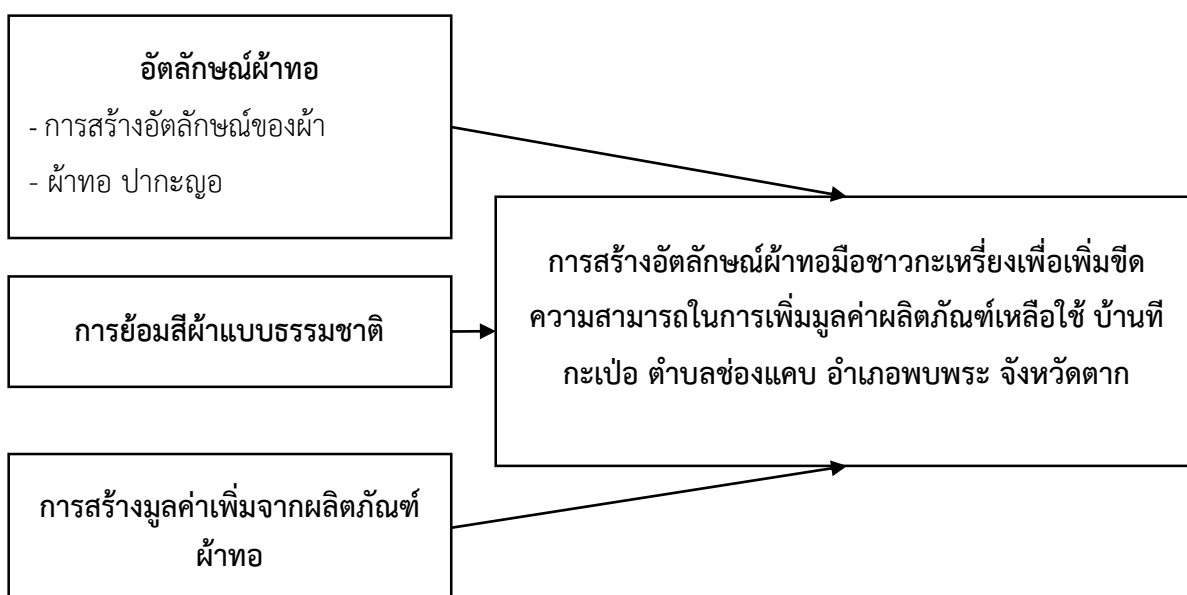 อัตลักษณ์ผ้าทอ
- การสร้างอัตลักษณ์ของผ้า
- ผ้าทอ ปากะญอ
การย้อมสีผ้าแบบธรรมชาติ
การสร้างมูลค่าเพิ่มจากผลิตภัณฑ์
ผ้าทอ
การสร้างอัตลักษณ์ผ้าทอมือชาวกะเหรี่ยงเพื่อเพิ่มขีด
ความสามารถในการเพิ่มมูลค่าผลิตภัณฑ์เหลือใช้ บ้านที
กะเป่อ ตำบลช่องแคบ อำเภอพบพระ จังหวัดตาก